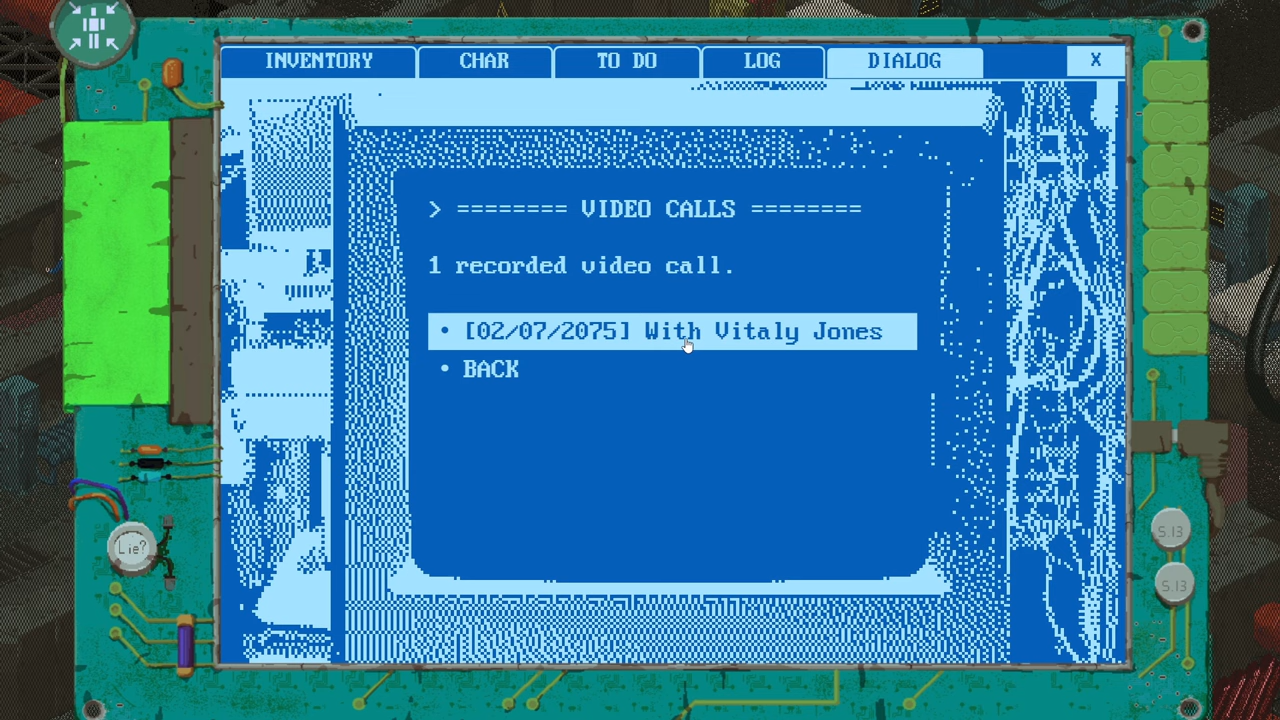 INVENTORY
CHAR
TO DO
LOG
DIALOG
X
> ======== VIDEO CALLS ========
1 recorded video call.
• [02/07/2075] With Vitaly Jones
• BACK
Lie?
S.13
S.13